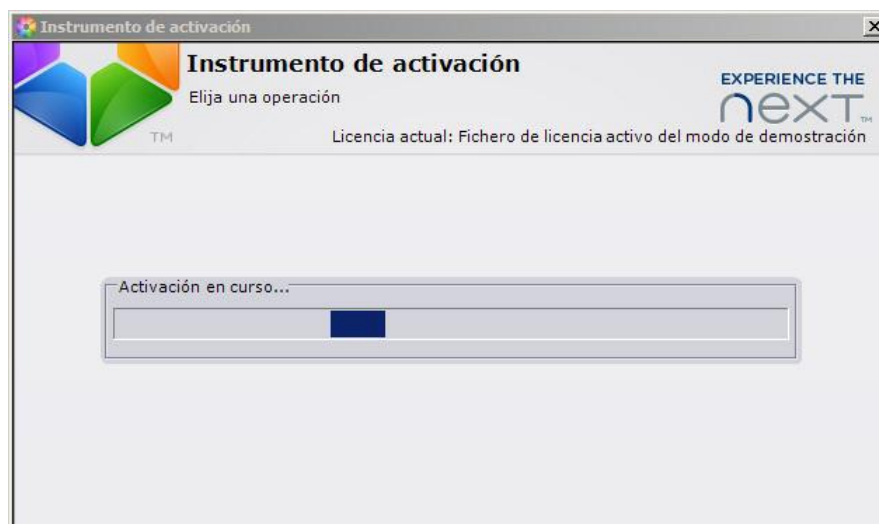 Instrumento de activación
Instrumento de activación
Elija una operación
EXPERIENCE THE
next™
TM
Licencia actual: Fichero de licencia activo del modo de demostración
Activación en curso...